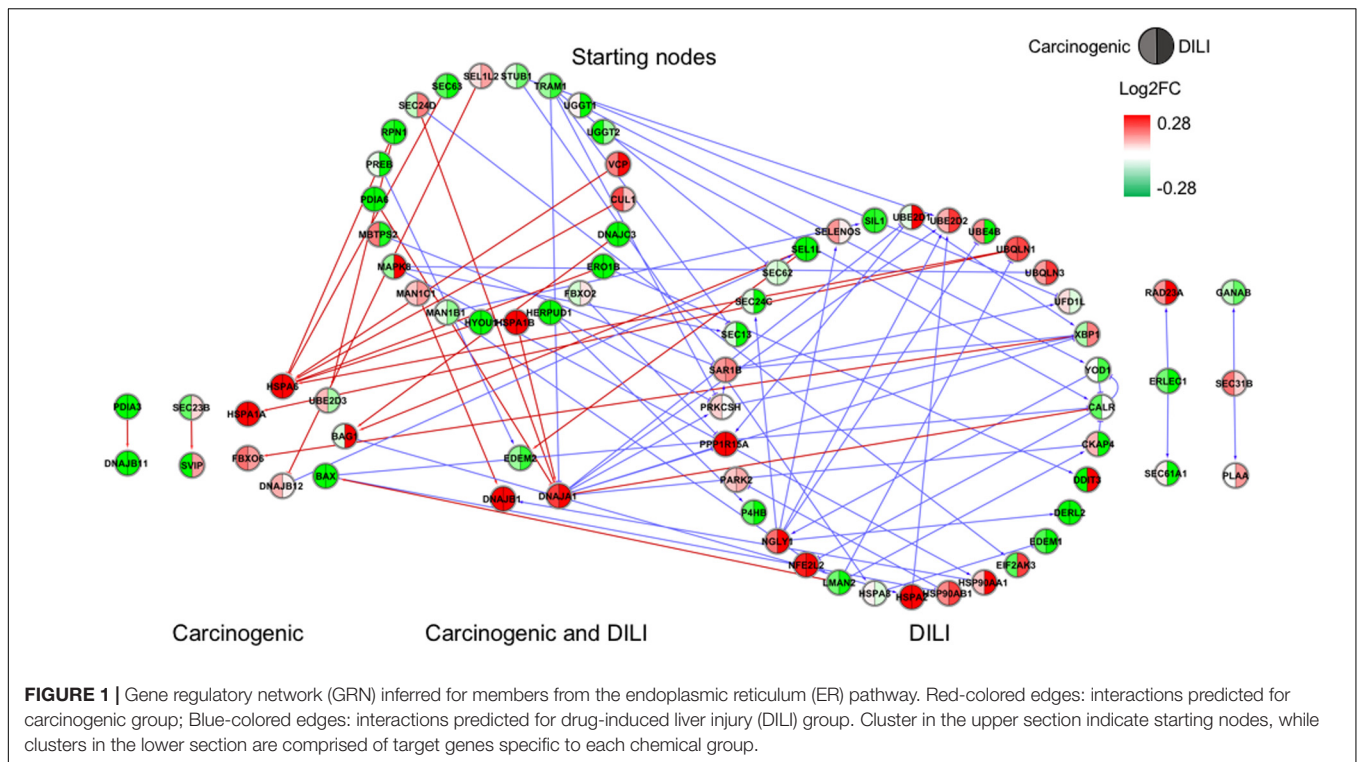 Starting nodes
Carcinogenic DILI
Log2FC
0.28
-0.28
SEC63
SEL1L2
STUB1
TRAM1
SEC24D
UGGT1
RPN1
UGGT2
PREB
VCP
PDIA6
CUL1
MBTPS2
DNAJC3
MAPK8
ERO1B
MAN1C1
FBXO2
MAN1B1
HYOU1
HSPA1B
HERPUD1
SELENOS
SIL1
UBE2D1
UBE2D2
UBE4B
SEL1L
UBQLN1
SEC62
UBQLN3
SEC24C
UFD1L
SEC13
XBP1
SAR1B
YOD1
PRKCSH
CALR
PPP1R15A
CKAP4
PARK2
DDIT3
P4HB
DERL2
NGLY1
EDEM1
NFE2L2
EIF2AK3
LMAN2
HSP90AA1
HSPA8
HSPA2
HSP90AB1
RAD23A
GANAB
ERLEC1
SEC31B
SEC61A1
PLAA
HSPA5
PDIA3
SEC23B
HSPA1A
UBE2D3
BAG1
DNAJB11
SVIP
FBXO6
EDEM2
DNAJB12
BAX
DNAJB1
DNAJA1
Carcinogenic
Carcinogenic and DILI
DILI
FIGURE 1 | Gene regulatory network (GRN) inferred for members from the endoplasmic reticulum (ER) pathway. Red-colored edges: interactions predicted for
carcinogenic group; Blue-colored edges: interactions predicted for drug-induced liver injury (DILI) group. Cluster in the upper section indicate starting nodes, while
clusters in the lower section are comprised of target genes specific to each chemical group.